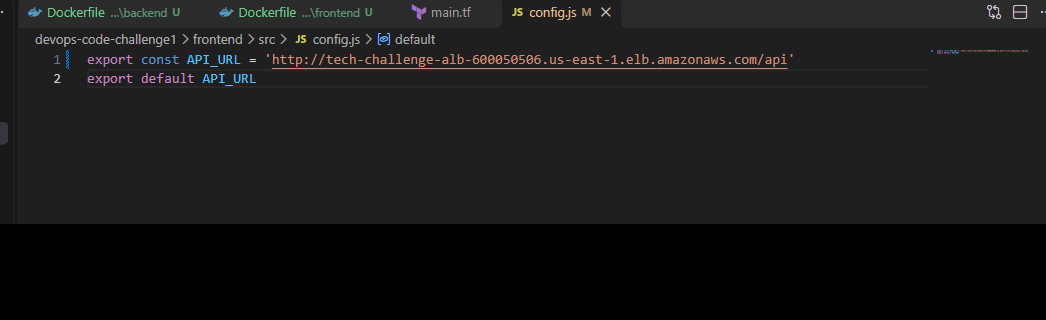 Dockerfile ...\backend U Dockerfile ...\frontend U main.tf JS config.js M
devops-code-challenge1 > frontend > src > JS config.js > default
1 export const API_URL = 'http://tech-challenge-alb-600050506.us-east-1.elb.amazonaws.com/api'
2 export default API_URL